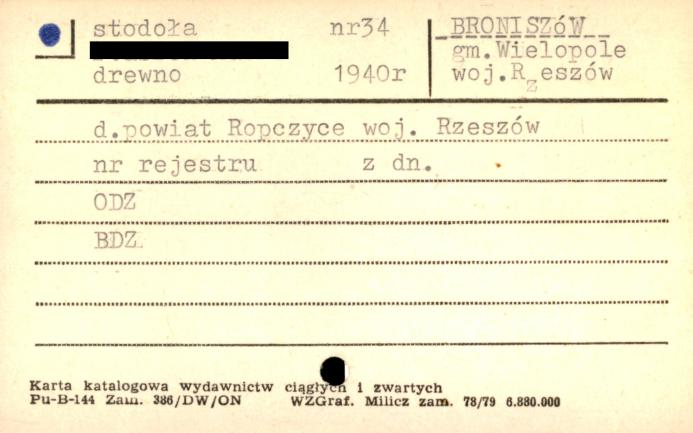 stodoła nr34 BRONISZóW
gm.Wielopole
drewno 1940r woj.Rzeszów
d.powiat Ropczyce woj. Rzeszów
nr rejestru z dn.
ODZ
BDZ
Karta katalogowa wydawnictw ciągłych i zwartych
Pu-B-144 Zam. 386/DW/ON WZGraf. Milicz zam. 78/79 6.880.000